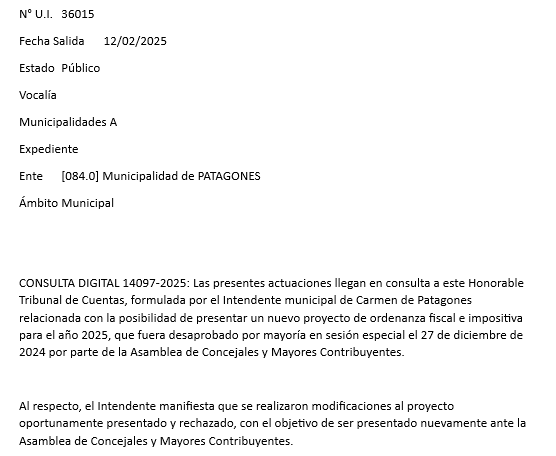 N° U.I. 36015
Fecha Salida 12/02/2025
Estado Público
Vocalía
Municipalidades A
Expediente
Ente [084.0] Municipalidad de PATAGONES
Ámbito Municipal
CONSULTA DIGITAL 14097-2025: Las presentes actuaciones llegan en consulta a este Honorable
Tribunal de Cuentas, formulada por el Intendente municipal de Carmen de Patagones
relacionada con la posibilidad de presentar un nuevo proyecto de ordenanza fiscal e impositiva
para el año 2025, que fuera desaprobado por mayoría en sesión especial el 27 de diciembre de
2024 por parte de la Asamblea de Concejales y Mayores Contribuyentes.
Al respecto, el Intendente manifiesta que se realizaron modificaciones al proyecto
oportunamente presentado y rechazado, con el objetivo de ser presentado nuevamente ante la
Asamblea de Concejales y Mayores Contribuyentes.